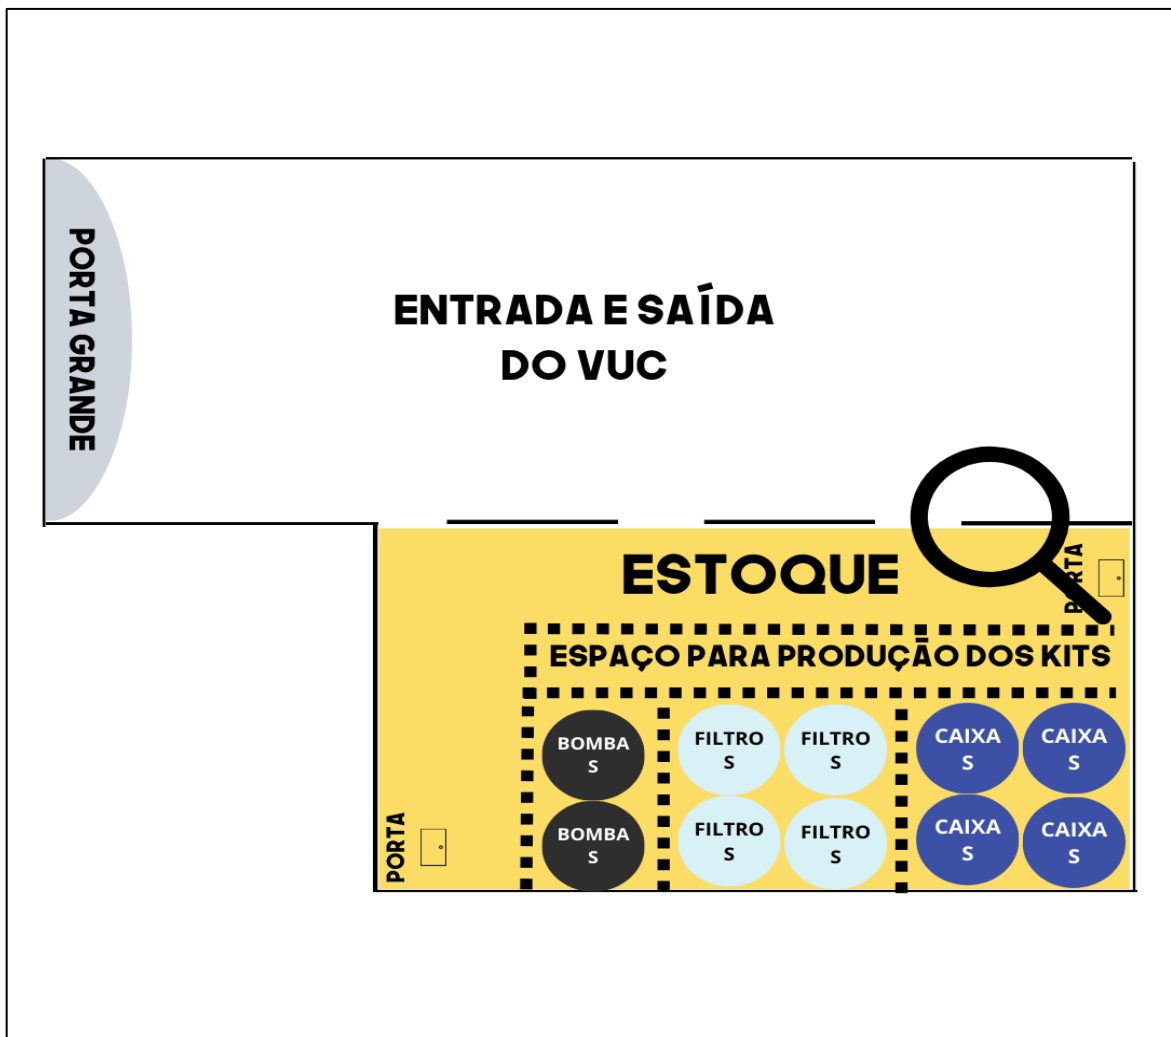 PORTA GRANDE
ENTRADA E SAÍDA
DO VUC
ESTOQUE
PORTA
ESPAÇO PARA PRODUÇÃO DOS KITS
BOMBA
S
FILTRO
S
FILTRO
S
CAIXA
S
CAIXA
S
BOMBA
S
FILTRO
S
FILTRO
S
CAIXA
S
CAIXA
S
PORTA